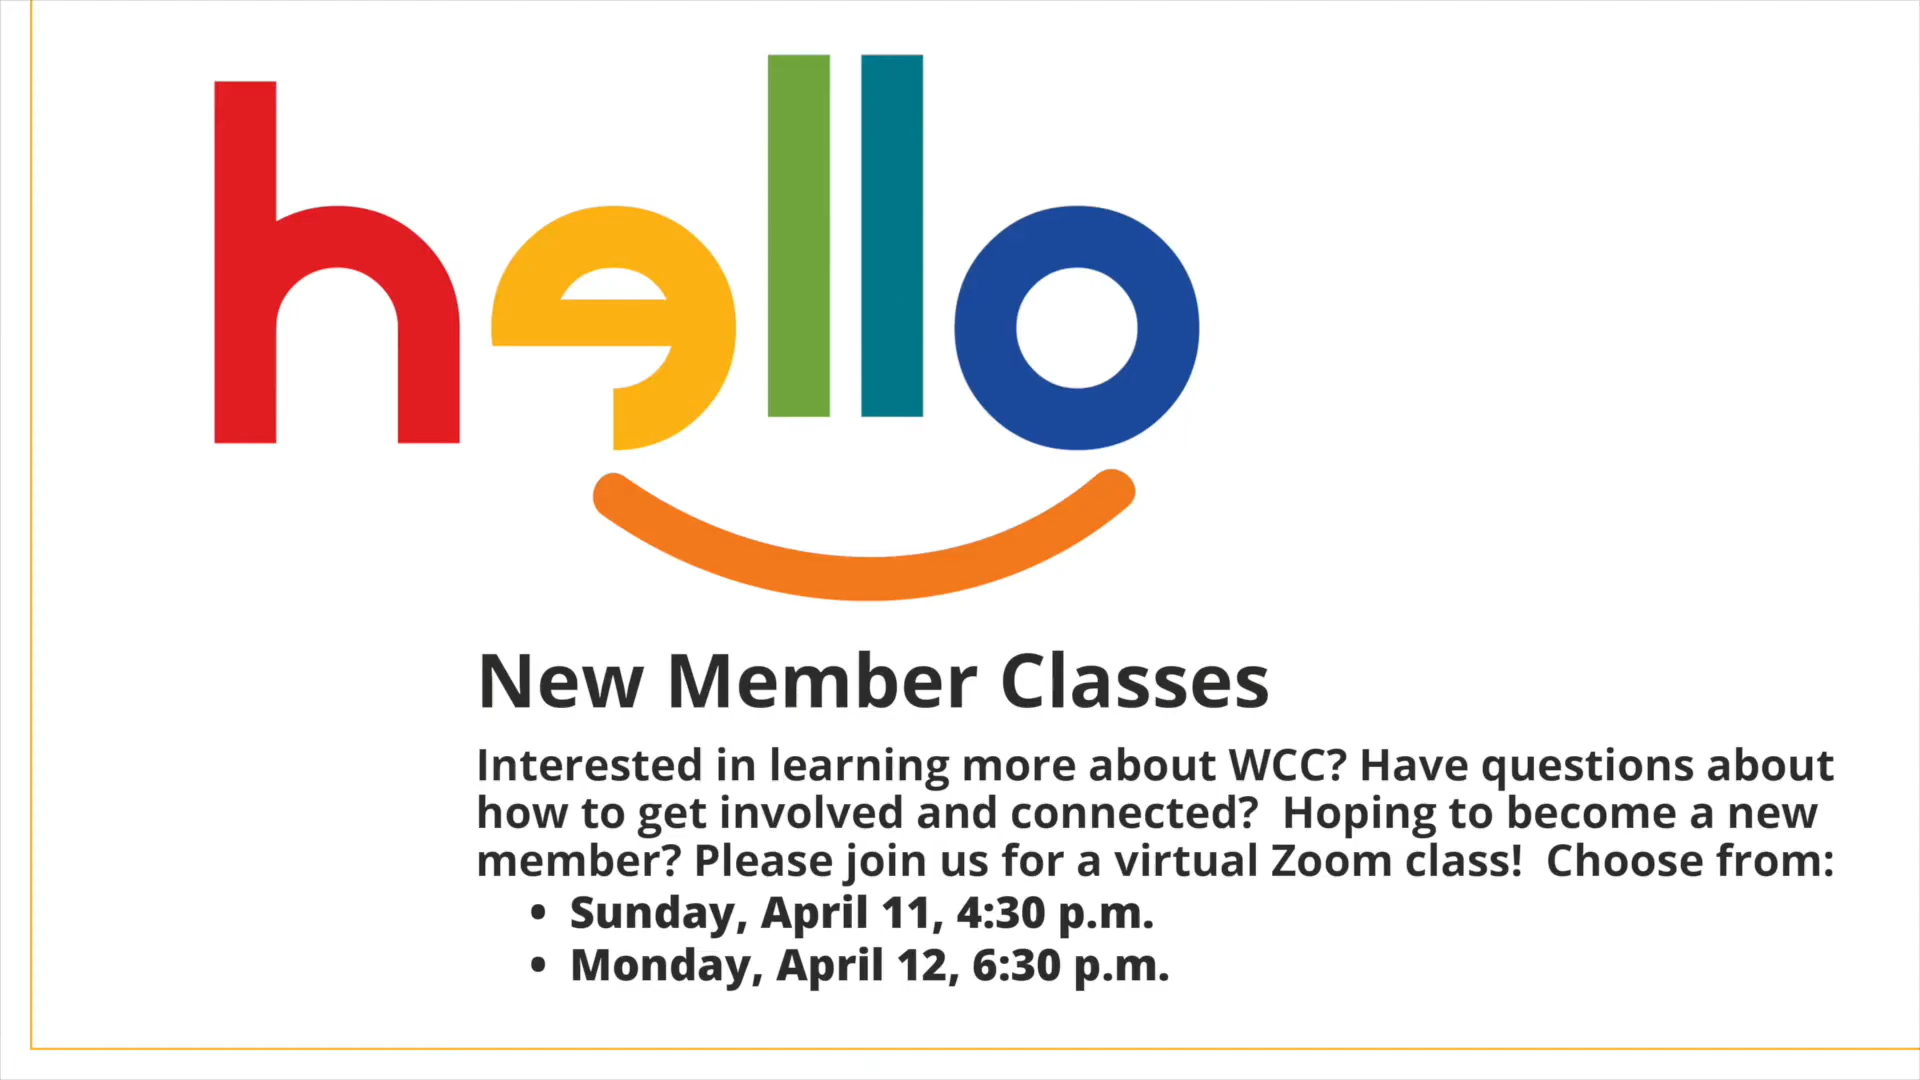 hello
New Member Classes
Interested in learning more about WCC? Have questions about
how to get involved and connected?  Hoping to become a new
member? Please join us for a virtual Zoom class!  Choose from:
• Sunday, April 11, 4:30 p.m.
• Monday, April 12, 6:30 p.m.